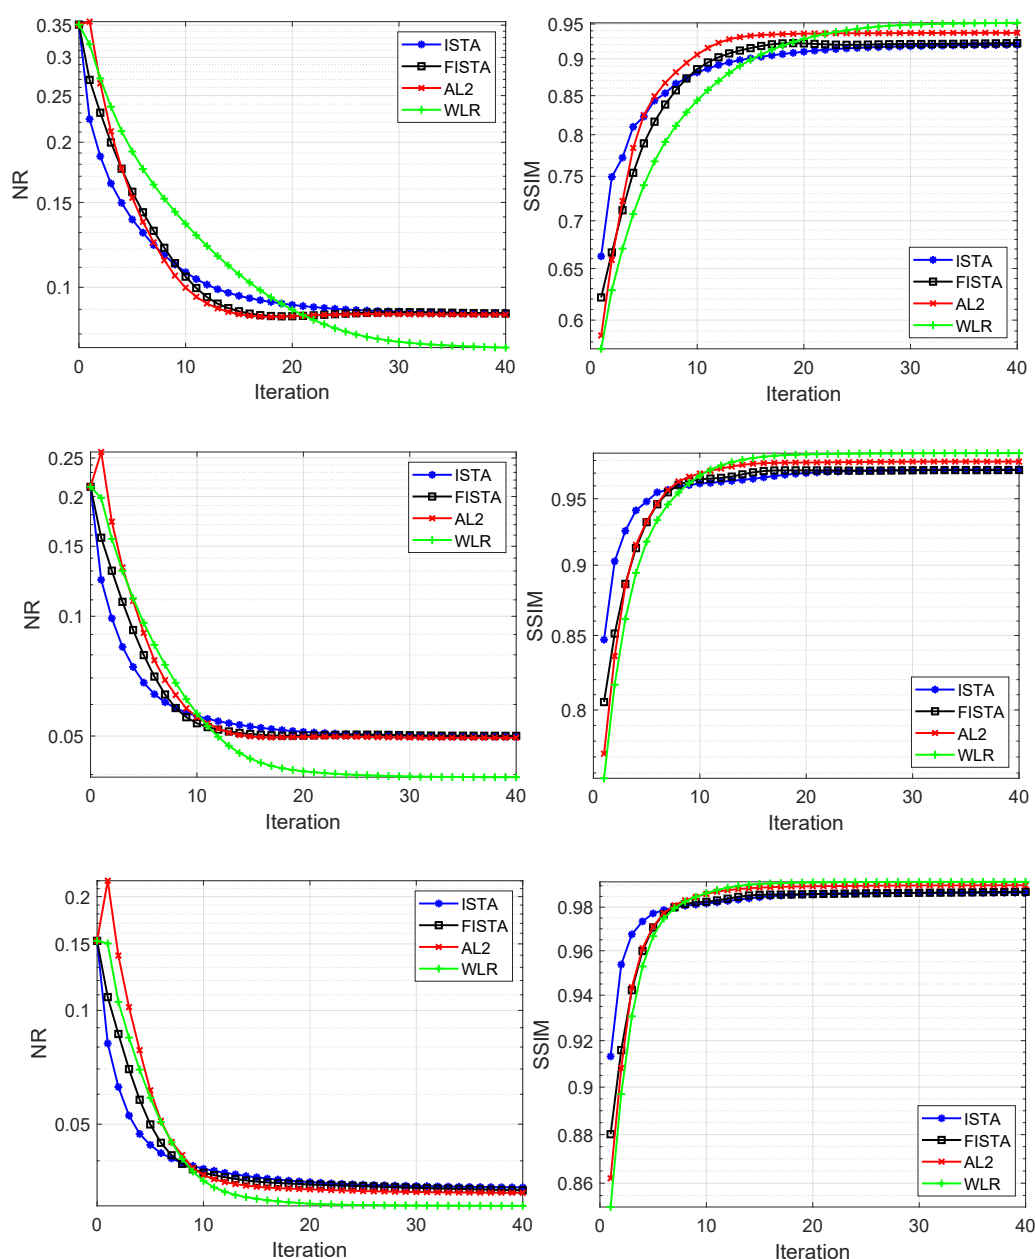 0.35
0.3
0.25
0.2
0.15
0.1
NR
0 10 20 30 40
Iteration
ISTA
FISTA
AL2
WLR
0.95
0.9
0.85
0.8
0.75
0.7
0.65
0.6
SSIM
0 10 20 30 40
Iteration
ISTA
FISTA
AL2
WLR
0.25
0.2
0.15
0.1
0.05
NR
0 10 20 30 40
Iteration
ISTA
FISTA
AL2
WLR
0.95
0.9
0.85
0.8
SSIM
0 10 20 30 40
Iteration
ISTA
FISTA
AL2
WLR
0.2
0.15
0.1
0.05
NR
0 10 20 30 40
Iteration
ISTA
FISTA
AL2
WLR
0.98
0.96
0.94
0.92
0.9
0.88
0.86
SSIM
0 10 20 30 40
Iteration
ISTA
FISTA
AL2
WLR